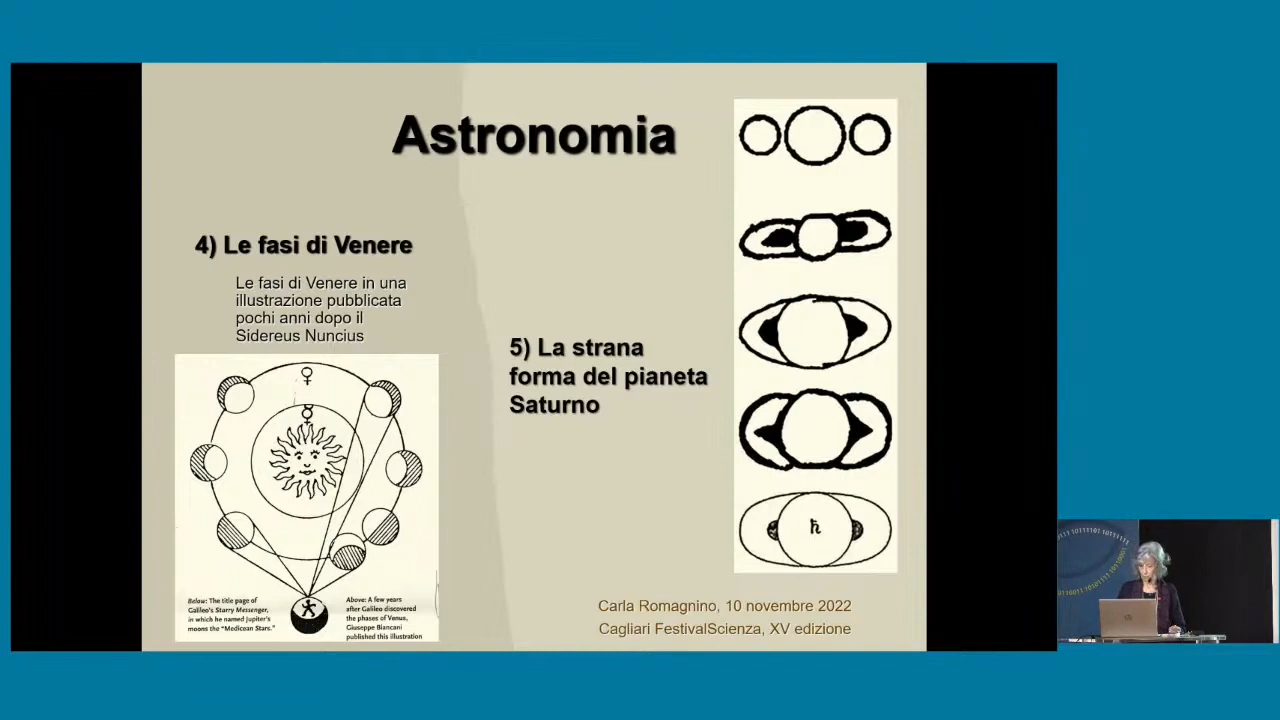 Astronomia
4) Le fasi di Venere
Le fasi di Venere in una
illustrazione pubblicata
pochi anni dopo il
Sidereus Nuncius
♀
☿
Below: The title page of
Galileo's Starry Messenger,
in which he named Jupiter's
moons the "Medicean Stars."
Above: A few years
after Galileo discovered
the phases of Venus,
Giuseppe Biancani
published this illustration
5) La strana
forma del pianeta
Saturno
♄
Carla Romagnino, 10 novembre 2022
Cagliari FestivalScienza, XV edizione